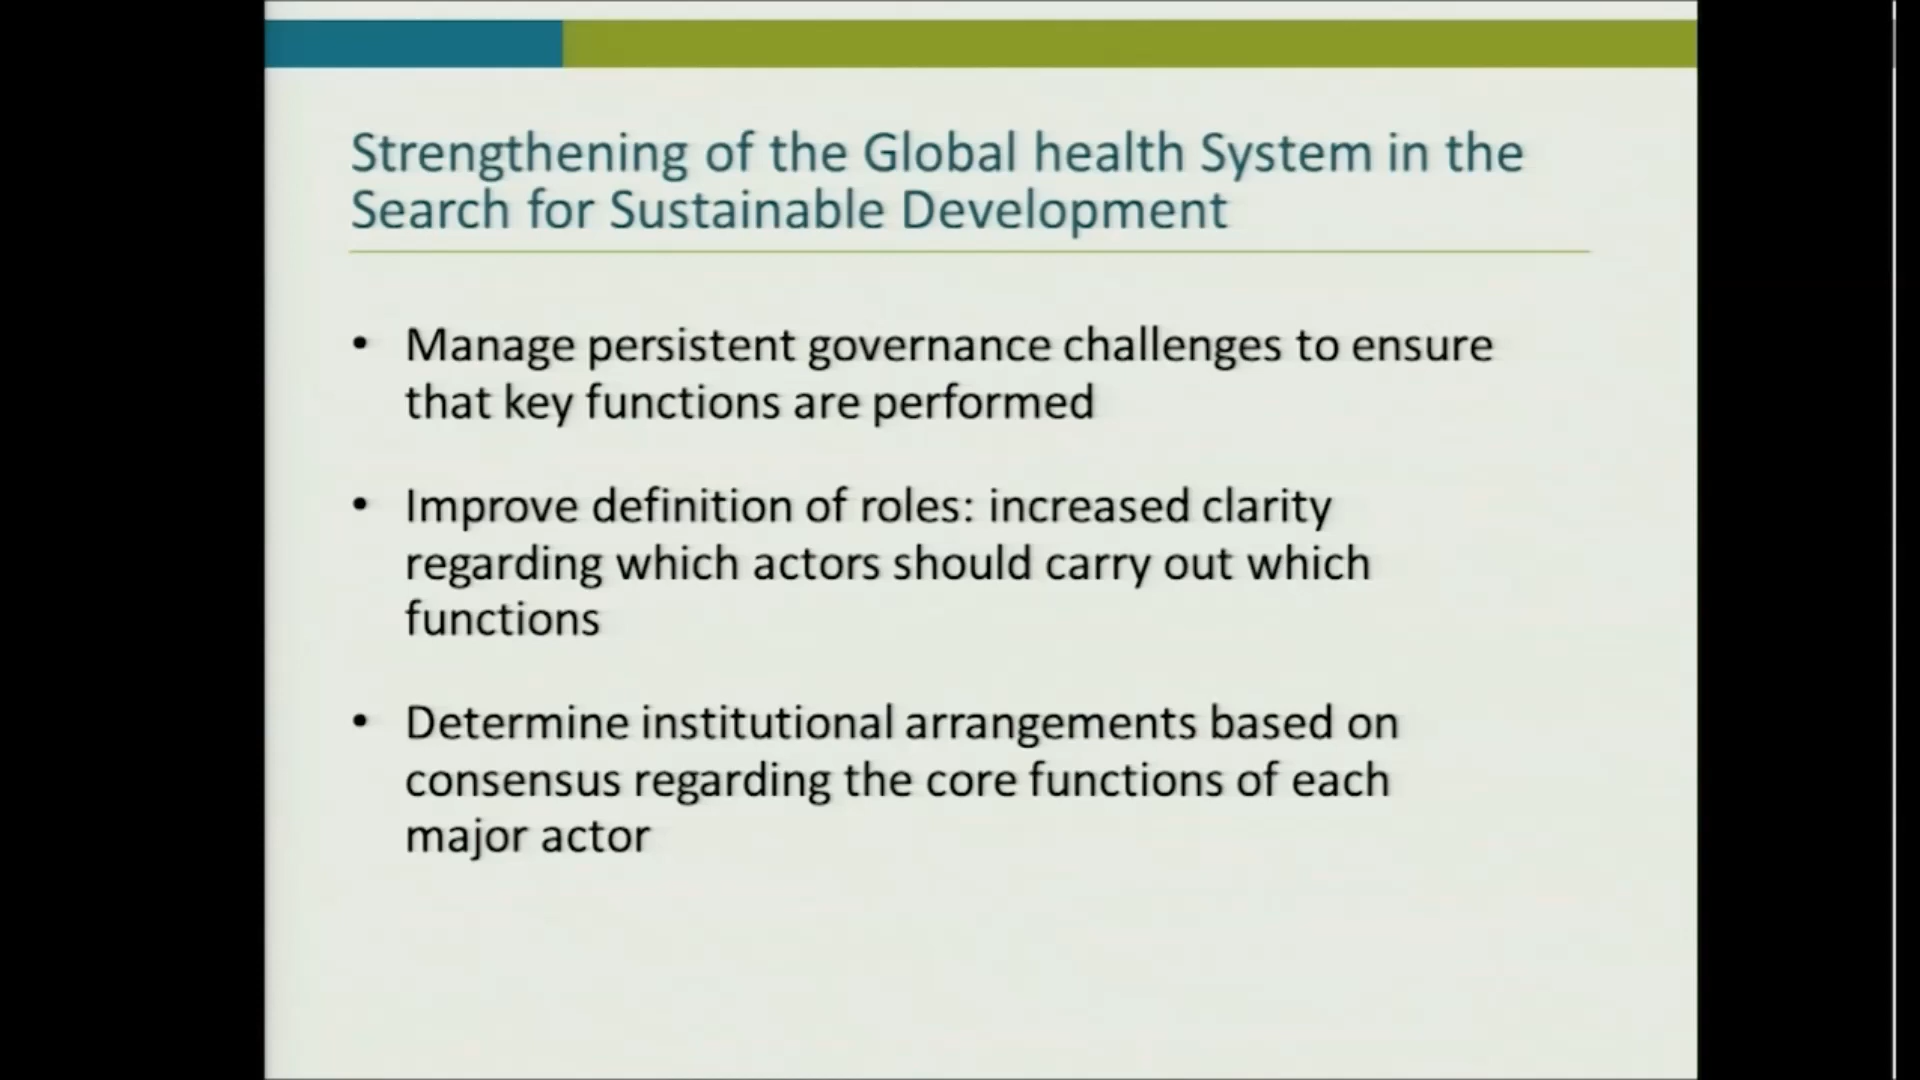 Strengthening of the Global health System in the
Search for Sustainable Development
• Manage persistent governance challenges to ensure
that key functions are performed
• Improve definition of roles: increased clarity
regarding which actors should carry out which
functions
• Determine institutional arrangements based on
consensus regarding the core functions of each
major actor